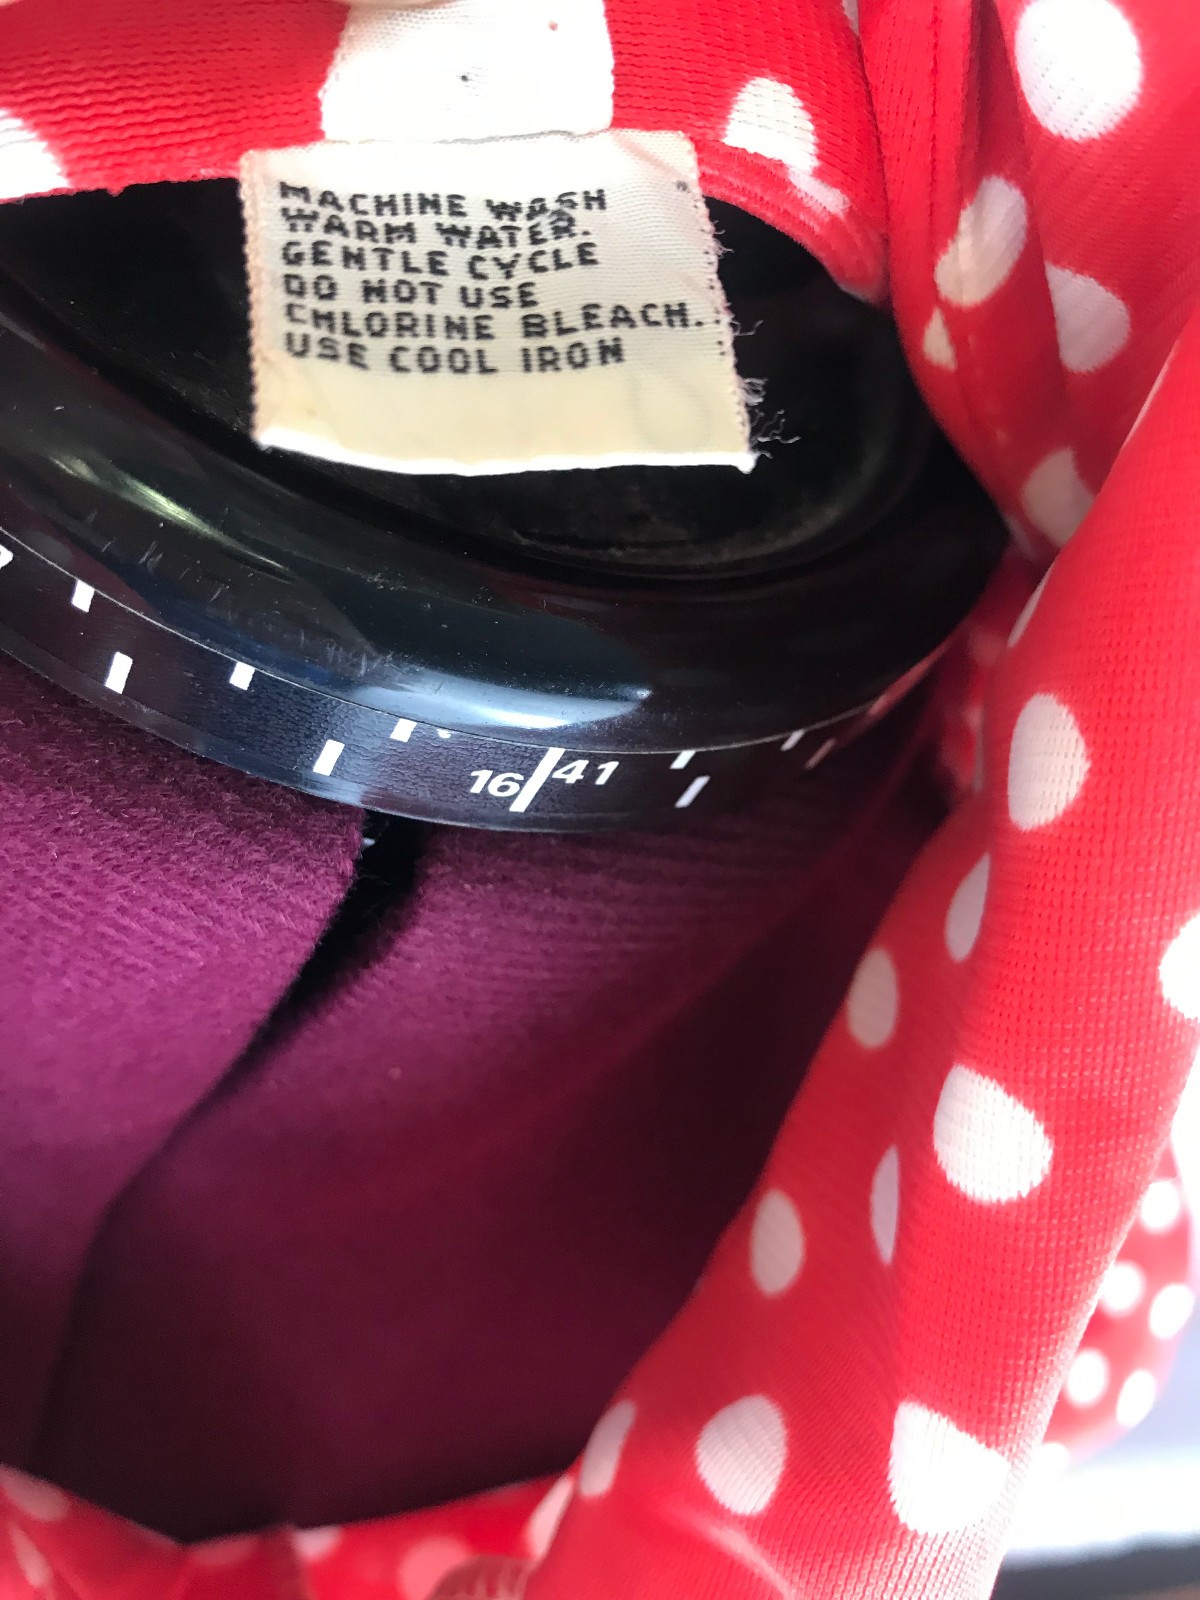 MACHINE WASH
WARM WATER.
GENTLE CYCLE
DO NOT USE
CHLORINE BLEACH.
USE COOL IRON
16 41